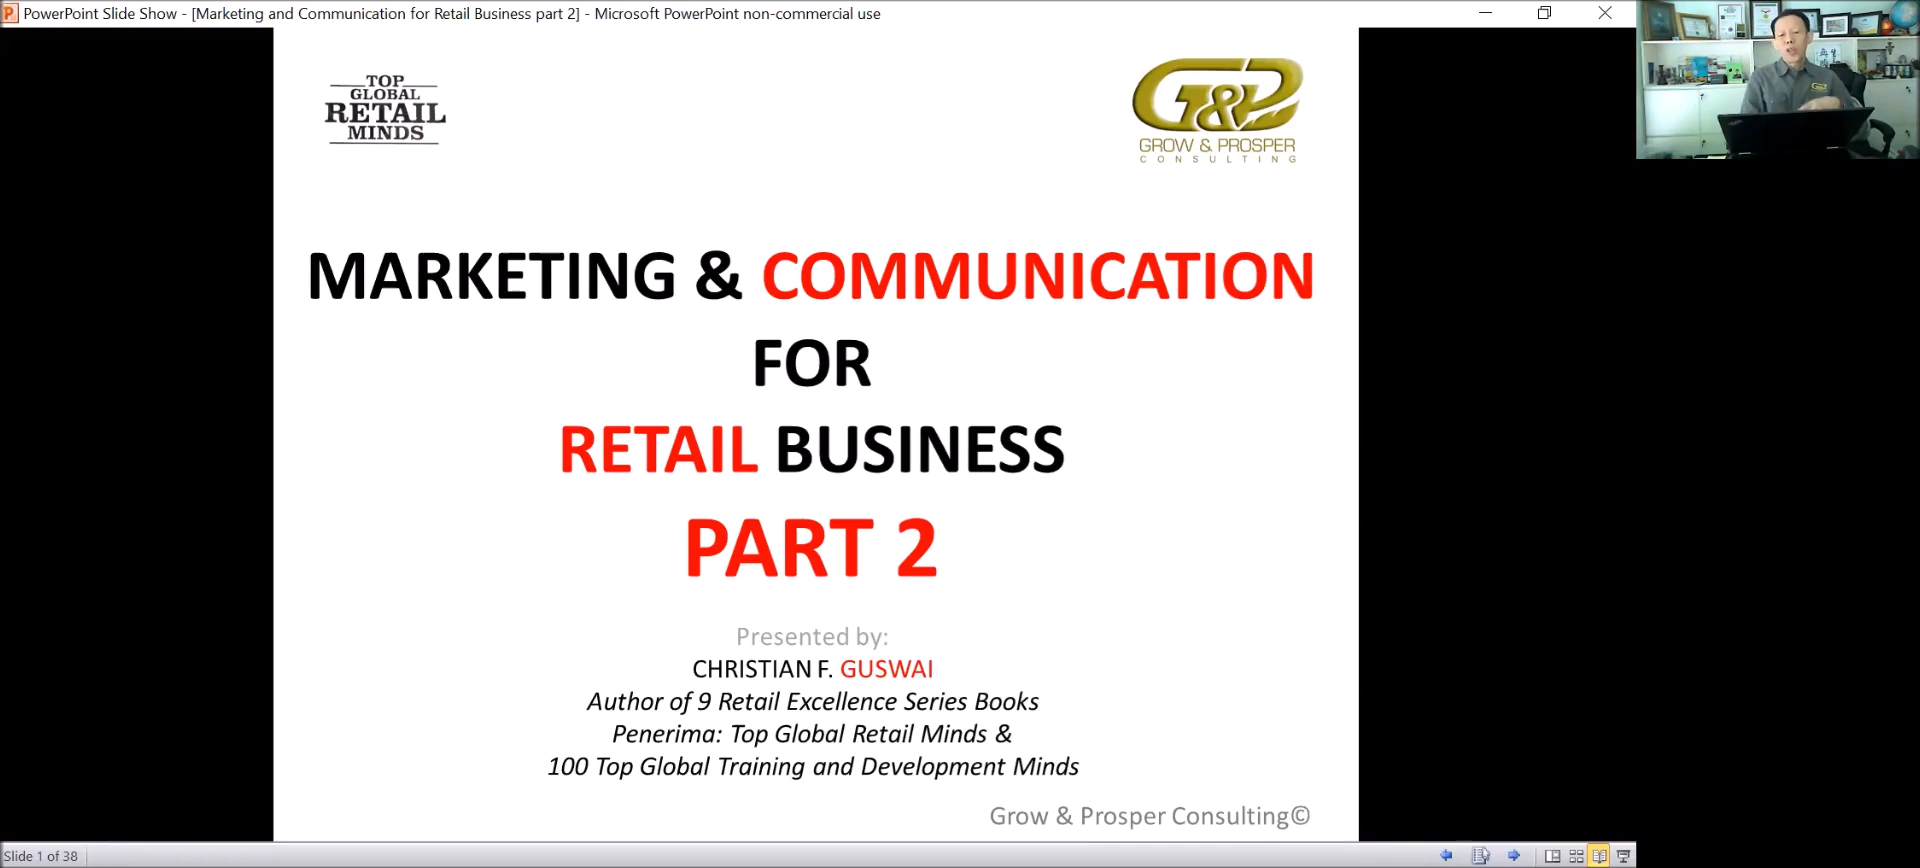 PowerPoint Slide Show - [Marketing and Communication for Retail Business part 2] - Microsoft PowerPoint non-commercial use
TOP
GLOBAL
RETAIL
MINDS
G&P
GROW & PROSPER
CONSULTING
MARKETING & COMMUNICATION
FOR
RETAIL BUSINESS
PART 2
Presented by:
CHRISTIAN F. GUSWAI
Author of 9 Retail Excellence Series Books
Penerima: Top Global Retail Minds &
100 Top Global Training and Development Minds
Grow & Prosper Consulting©
Slide 1 of 38